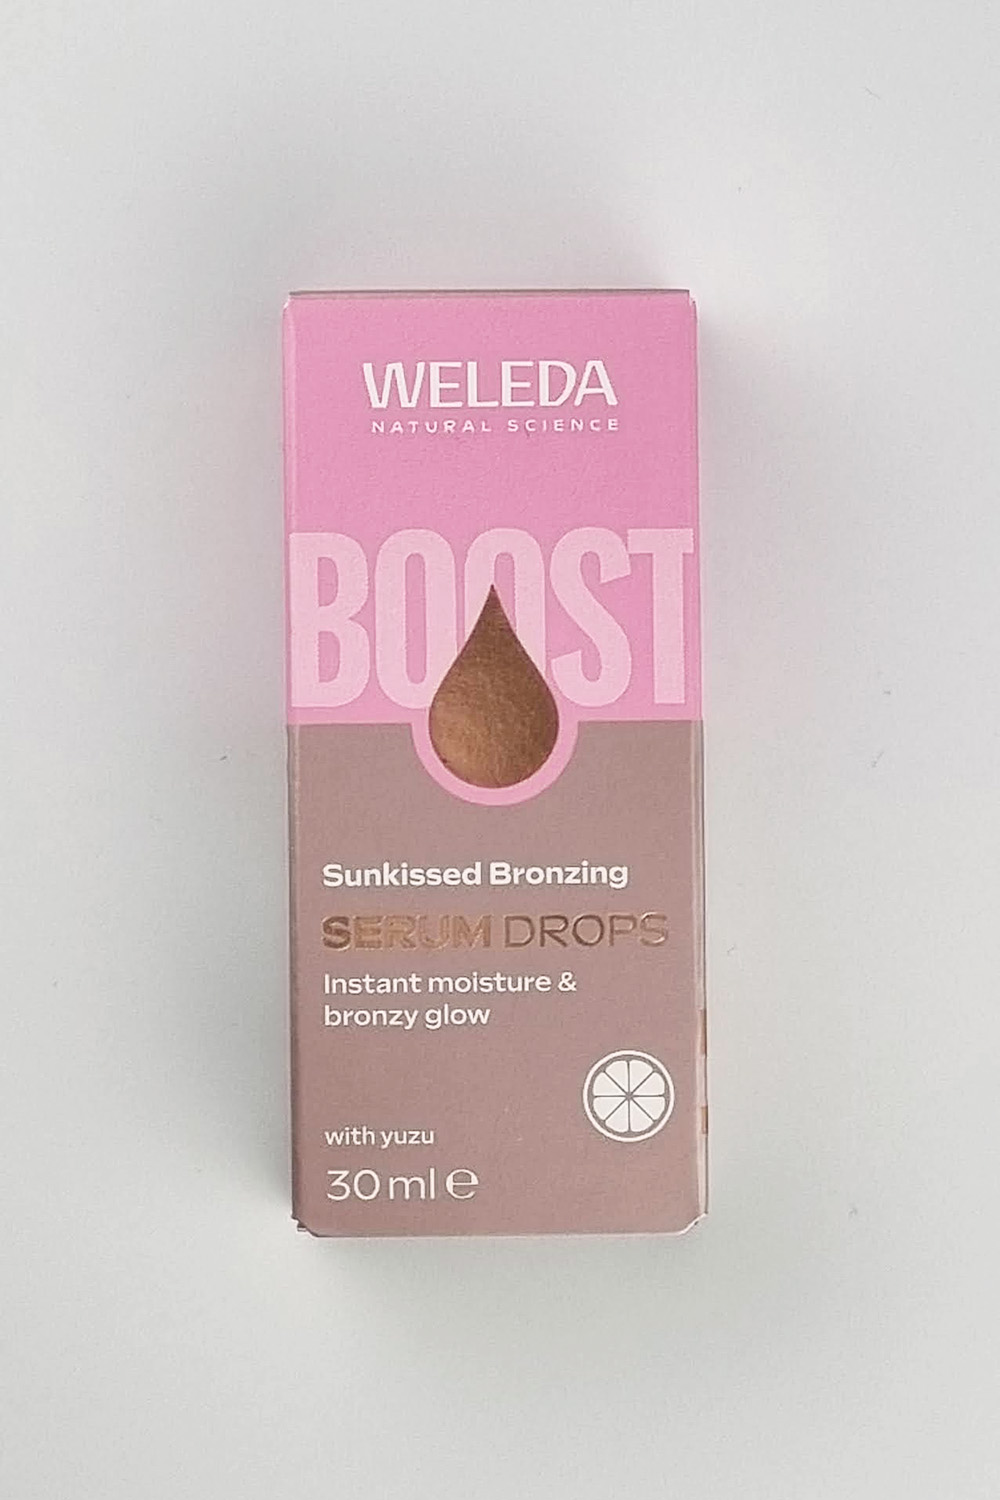 WELEDA
NATURAL SCIENCE
BOOST
Sunkissed Bronzing
SERUM DROPS
Instant moisture &
bronzy glow
with yuzu
30 ml ℮